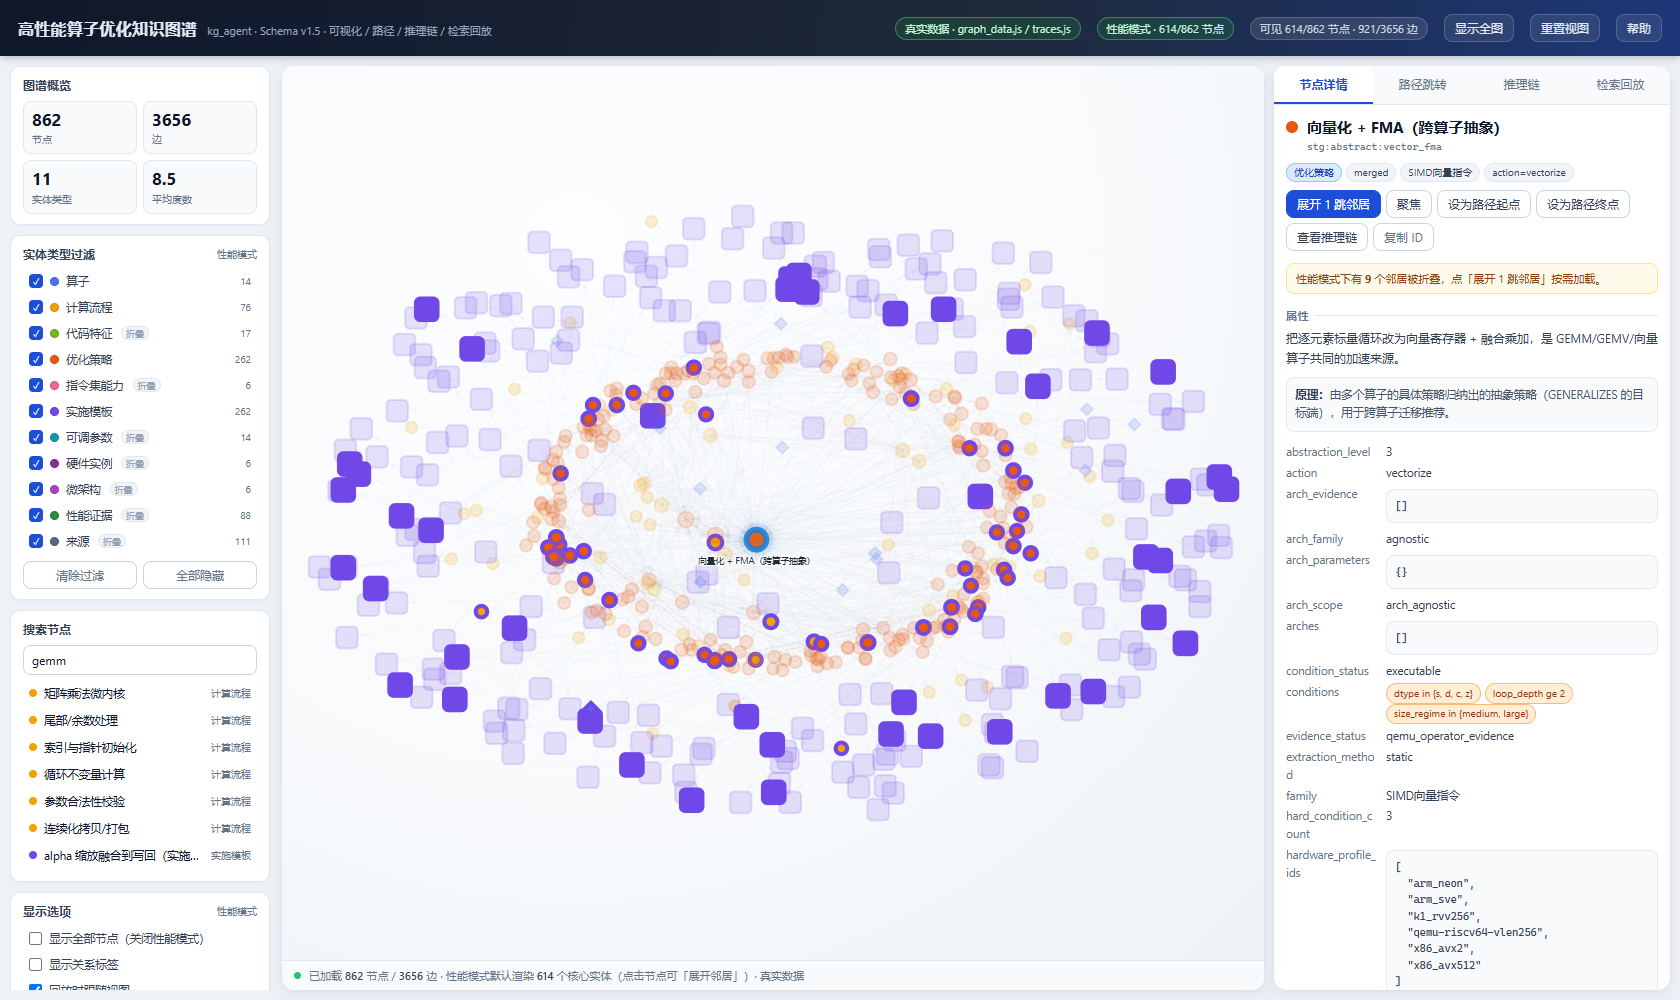 高性能算子优化知识图谱 kg_agent · Schema v1.5 · 可视化 / 路径 / 推理链 / 检索回放
真实数据 · graph_data.js / traces.js
性能模式 · 614/862 节点
可见 614/862 节点 · 921/3656 边
显示全图
重置视图
帮助
图谱概览
862
节点
3656
边
11
实体类型
8.5
平均度数
实体类型过滤 性能模式
算子 14
计算流程 76
代码特征 折叠 17
优化策略 262
指令集能力 折叠 6
实施模板 262
可调参数 折叠 14
硬件实例 折叠 6
微架构 折叠 6
性能证据 折叠 88
来源 折叠 111
清除过滤 全部隐藏
搜索节点
gemm
矩阵乘法微内核 计算流程
尾部/余数处理 计算流程
索引与指针初始化 计算流程
循环不变量计算 计算流程
参数合法性校验 计算流程
连续化拷贝/打包 计算流程
alpha 缩放融合到写回（实施... 实施模板
显示选项 性能模式
显示全部节点（关闭性能模式）
显示关系标签
回放时跟随视图
向量化 + FMA（跨算子抽象）
已加载 862 节点 / 3656 边 · 性能模式默认渲染 614 个核心实体（点击节点可「展开邻居」） · 真实数据
节点详情 路径跳转 推理链 检索回放
向量化 + FMA（跨算子抽象）
stg:abstract:vector_fma
优化策略 merged SIMD向量指令 action=vectorize
展开 1 跳邻居 聚焦 设为路径起点 设为路径终点
查看推理链 复制 ID
性能模式下有 9 个邻居被折叠，点「展开 1 跳邻居」按需加载。
属性
把逐元素标量循环改为向量寄存器 + 融合乘加，是 GEMM/GEMV/向量
算子共同的加速来源。
原理：由多个算子的具体策略归纳出的抽象策略（GENERALIZES 的目
标端），用于跨算子迁移推荐。
abstraction_level 3
action vectorize
arch_evidence []
arch_family agnostic
arch_parameters {}
arch_scope arch_agnostic
arches []
condition_status executable
conditions dtype in {s, d, c, z} loop_depth ge 2
size_regime in {medium, large}
evidence_status qemu_operator_evidence
extraction_metho static
d
family SIMD向量指令
hard_condition_c 3
ount
hardware_profile_ [
ids
"arm_neon",
"arm_sve",
"k1_rvv256",
"qemu-riscv64-vlen256",
"x86_avx2",
"x86_avx512"
]